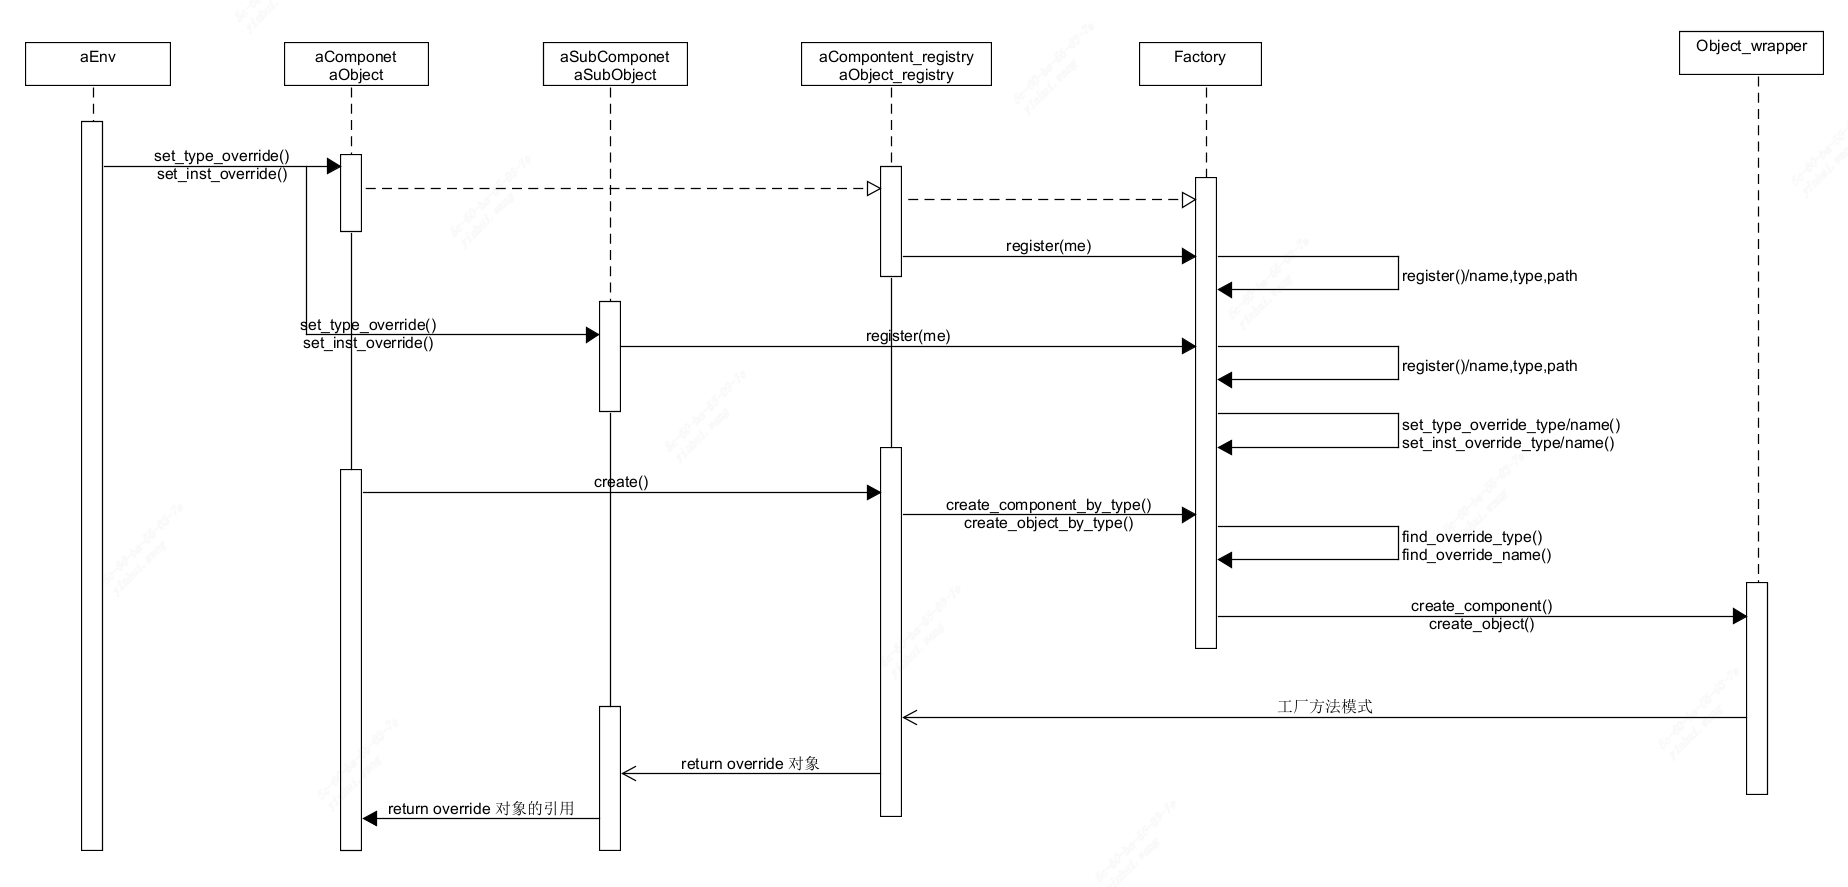 aEnv
aComponet
aObject
aSubComponet
aSubObject
aCompontent_registry
aObject_registry
Factory
Object_wrapper
set_type_override()
set_inst_override()
register(me)
register()/name,type,path
set_type_override()
set_inst_override()
register(me)
register()/name,type,path
set_type_override_type/name()
set_inst_override_type/name()
create()
create_component_by_type()
create_object_by_type()
find_override_type()
find_override_name()
create_component()
create_object()
工厂方法模式
return override 对象
return override 对象的引用